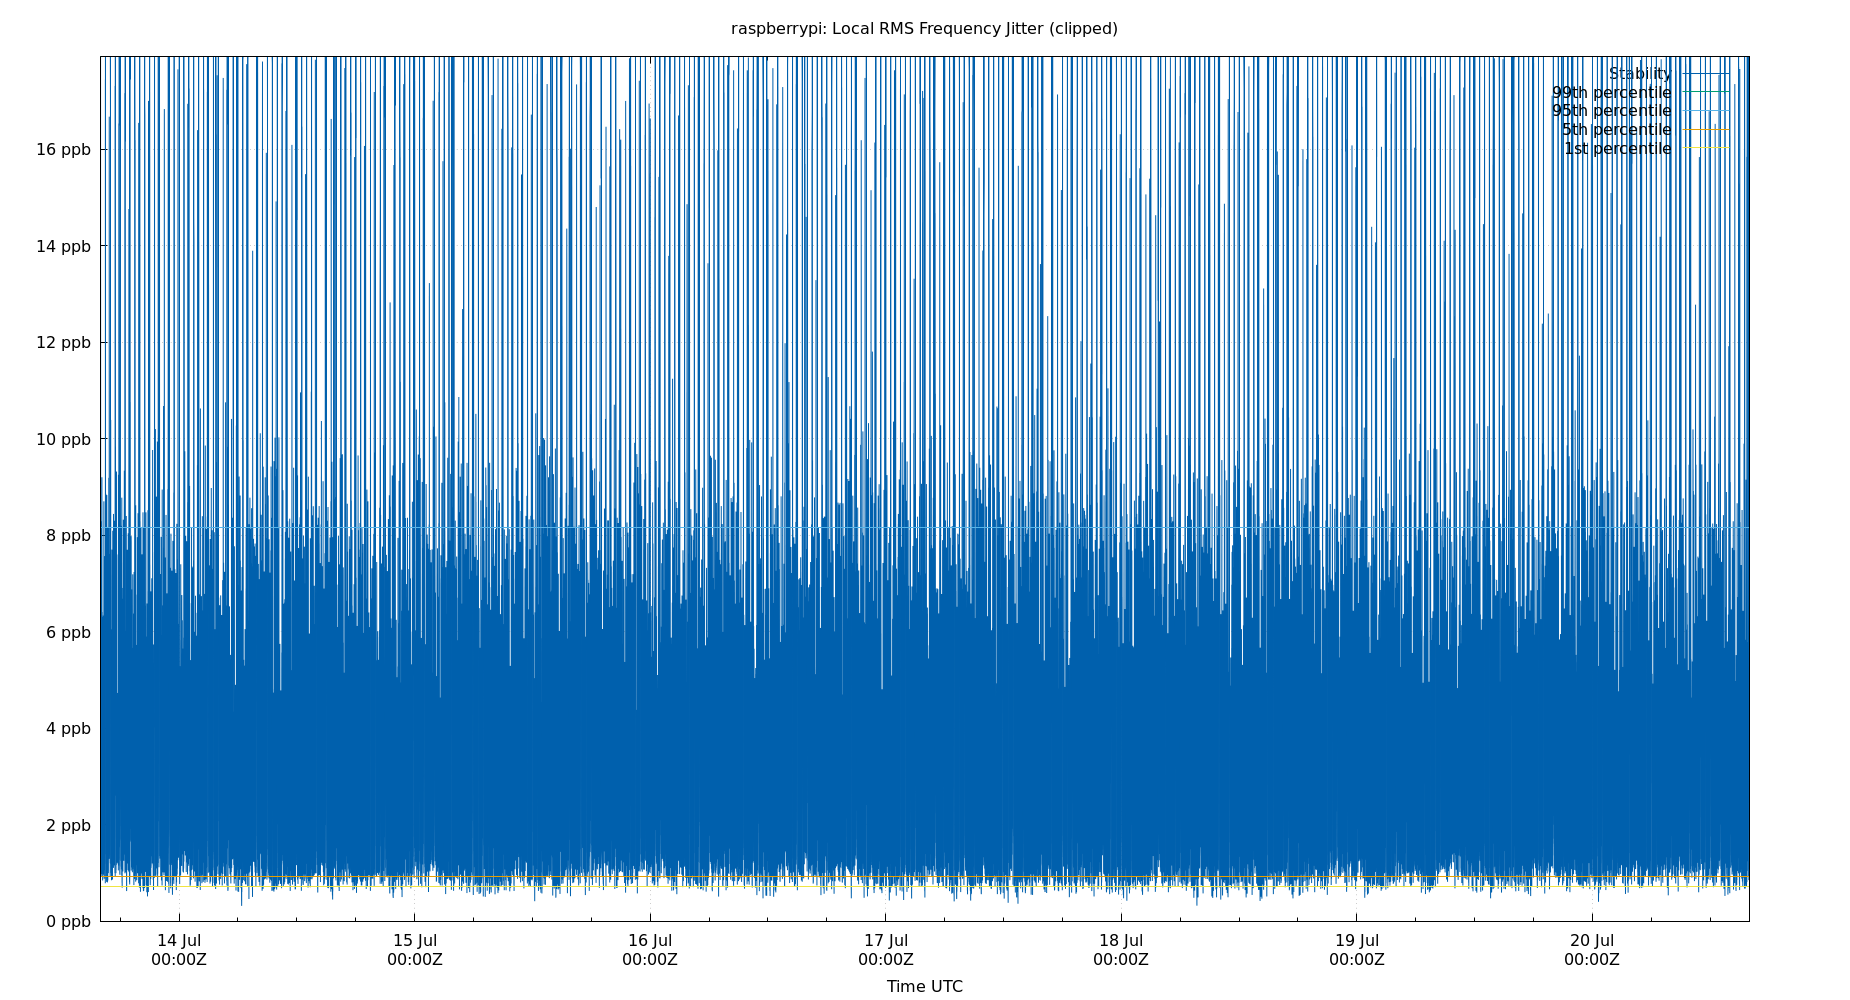 raspberrypi: Local RMS Frequency Jitter (clipped)
Stability
99th percentile
95th percentile
5th percentile
1st percentile
16 ppb
14 ppb
12 ppb
10 ppb
8 ppb
6 ppb
4 ppb
2 ppb
0 ppb
14 Jul 15 Jul 16 Jul 17 Jul 18 Jul 19 Jul 20 Jul
00:00Z 00:00Z 00:00Z 00:00Z 00:00Z 00:00Z 00:00Z
Time UTC